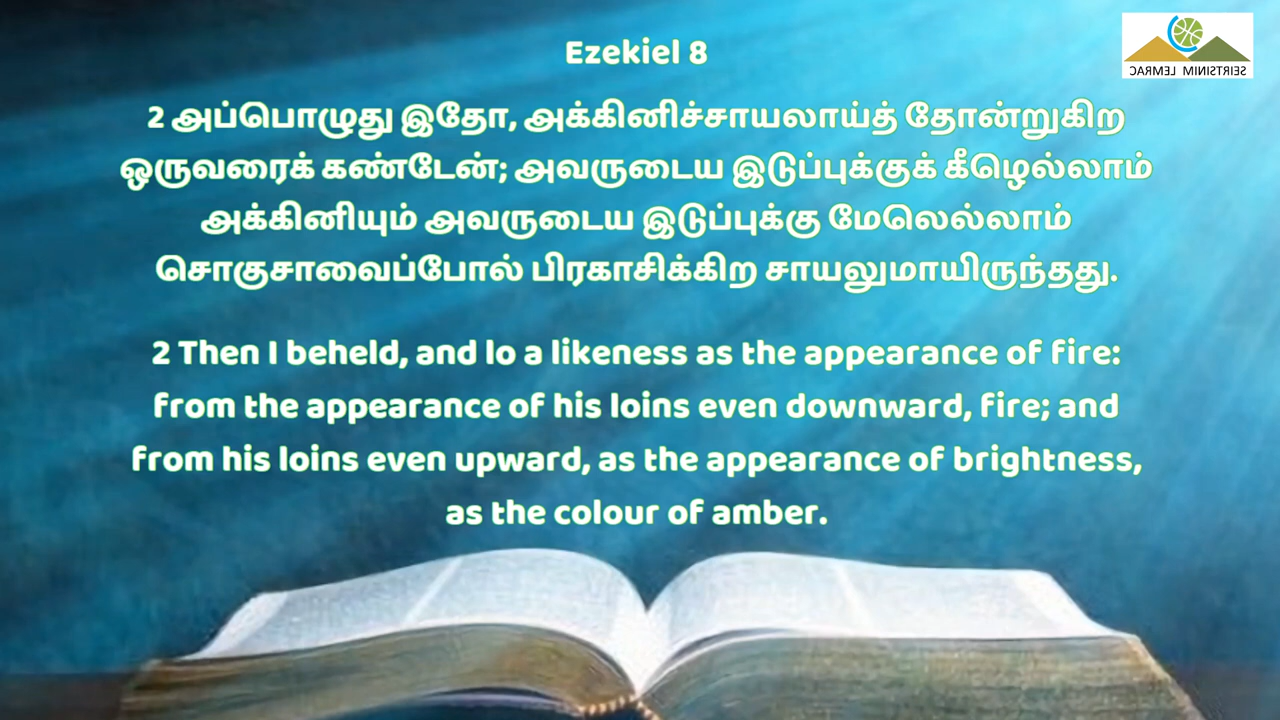 Ezekiel 8
CARMEL MINISTRIES
2 அப்பொழுது இதோ, அக்கினிச்சாயலாய்த் தோன்றுகிற
ஒருவரைக் கண்டேன்; அவருடைய இடுப்புக்குக் கீழெல்லாம்
அக்கினியும் அவருடைய இடுப்புக்கு மேலெல்லாம்
சொகுசாவைப்போல் பிரகாசிக்கிற சாயலுமாயிருந்தது.
2 Then I beheld, and lo a likeness as the appearance of fire:
from the appearance of his loins even downward, fire; and
from his loins even upward, as the appearance of brightness,
as the colour of amber.